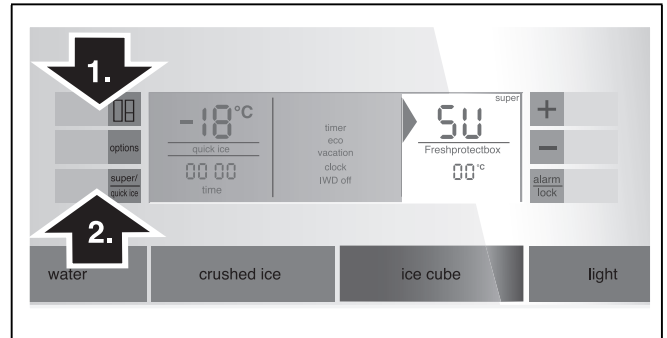 1.
-18°C
quick ice
00 00
time
timer
eco
vacation
clock
IWD off
super
SU
Freshprotectbox
00°C
+
−
alarm
lock
options
super/
quick ice
2.
water
crushed ice
ice cube
light